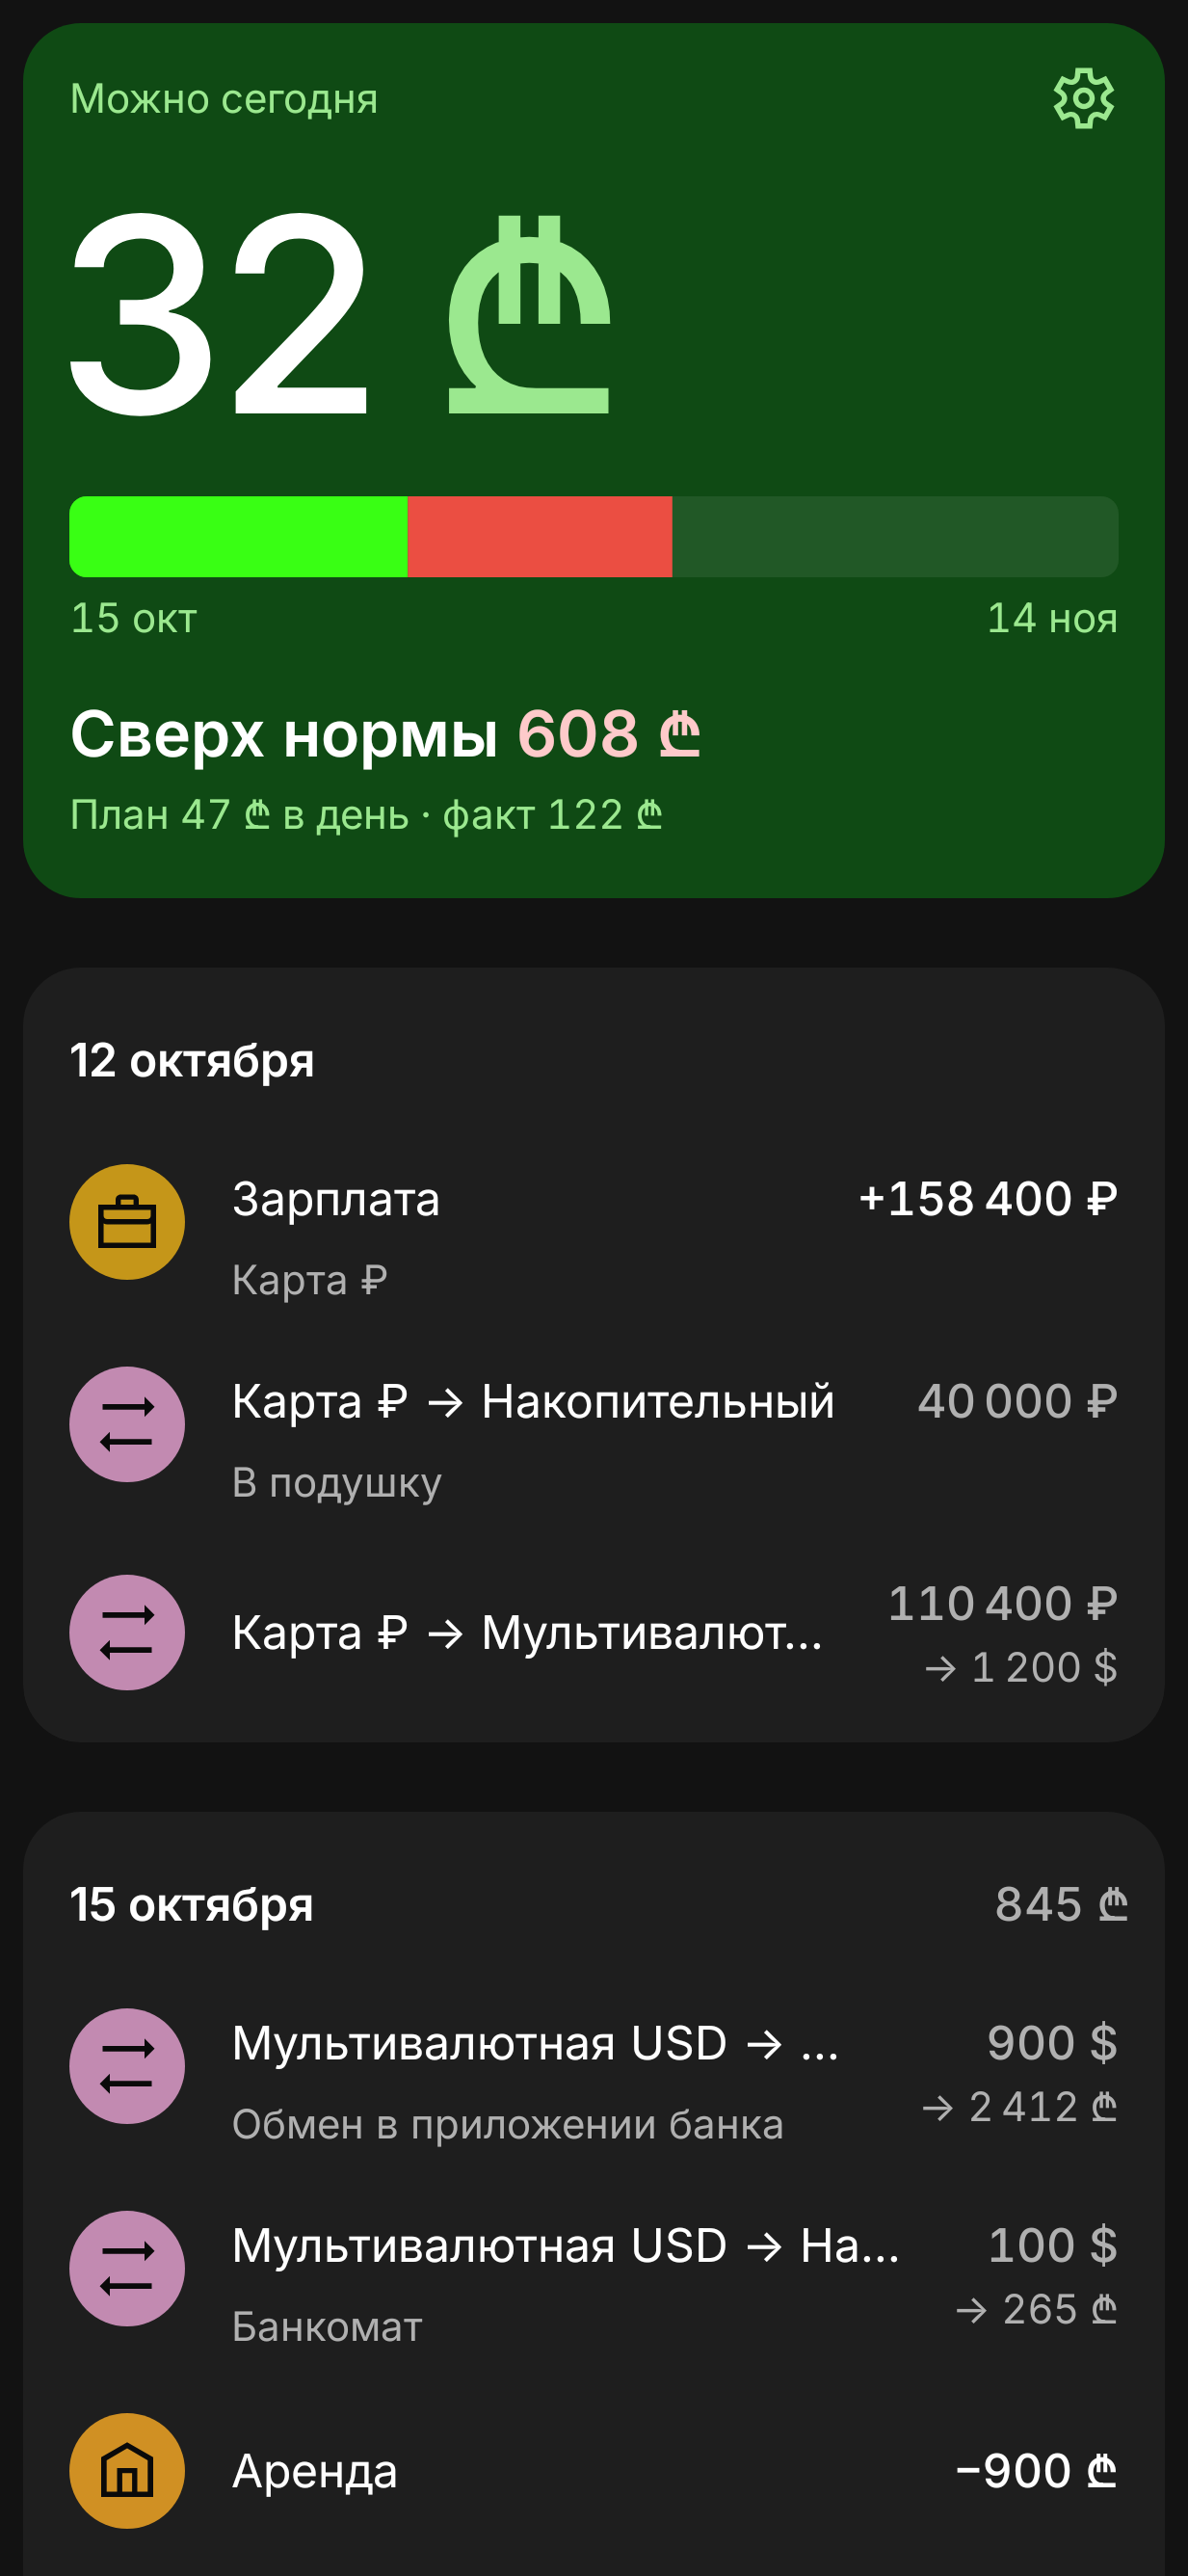 Можно сегодня
32 ₾
15 окт 14 ноя
Сверх нормы 608 ₾
План 47 ₾ в день · факт 122 ₾
12 октября
Зарплата +158 400 ₽
Карта ₽
Карта ₽ → Накопительный 40 000 ₽
В подушку
110 400 ₽
Карта ₽ → Мультивалют...
→ 1 200 $
15 октября 845 ₾
Мультивалютная USD → ... 900 $
→ 2 412 ₾
Обмен в приложении банка
Мультивалютная USD → На... 100 $
→ 265 ₾
Банкомат
Аренда −900 ₾